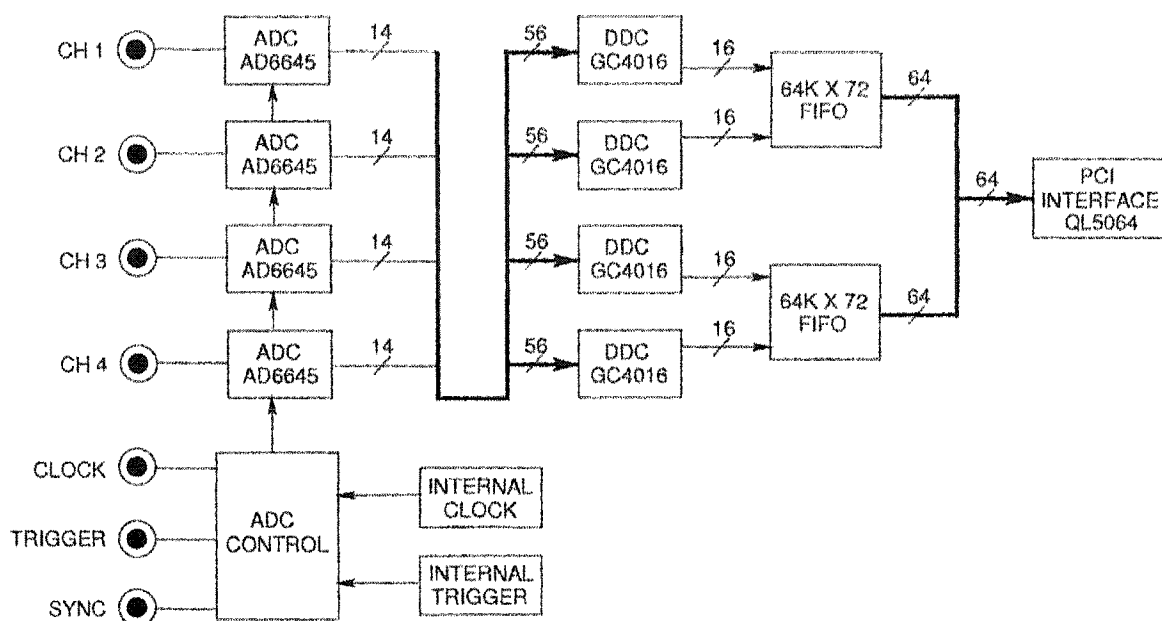 CH 1
ADC
AD6645
14
56
DDC
GC4016
16
64K X 72
FIFO
64
CH 2
ADC
AD6645
14
56
DDC
GC4016
16
64
PCI
INTERFACE
QL5064
CH 3
ADC
AD6645
14
56
DDC
GC4016
16
64K X 72
FIFO
64
CH 4
ADC
AD6645
14
56
DDC
GC4016
16
CLOCK
TRIGGER
SYNC
ADC
CONTROL
INTERNAL
CLOCK
INTERNAL
TRIGGER